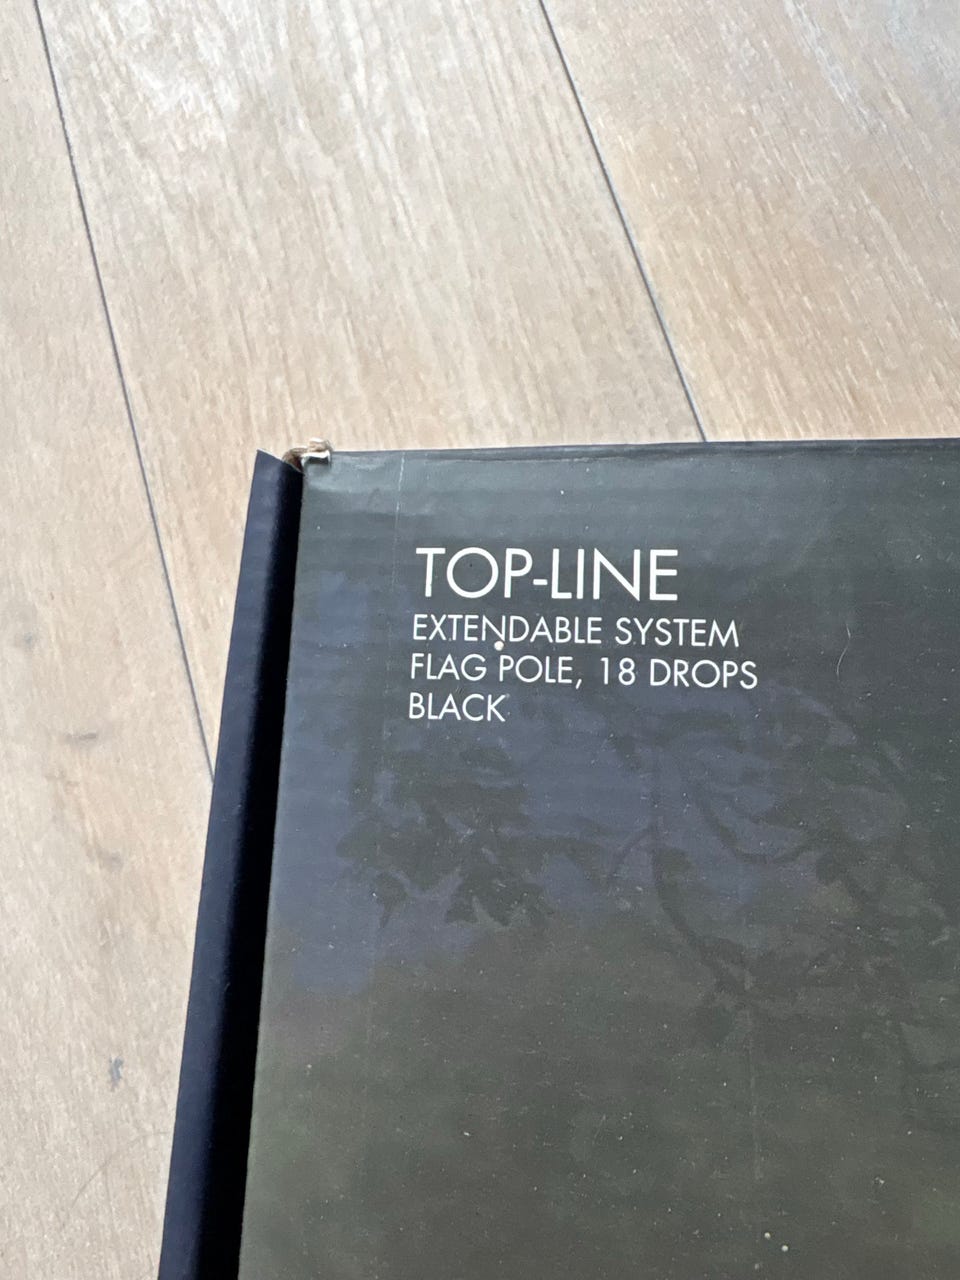 TOP-LINE
EXTENDABLE SYSTEM
FLAG POLE, 18 DROPS
BLACK